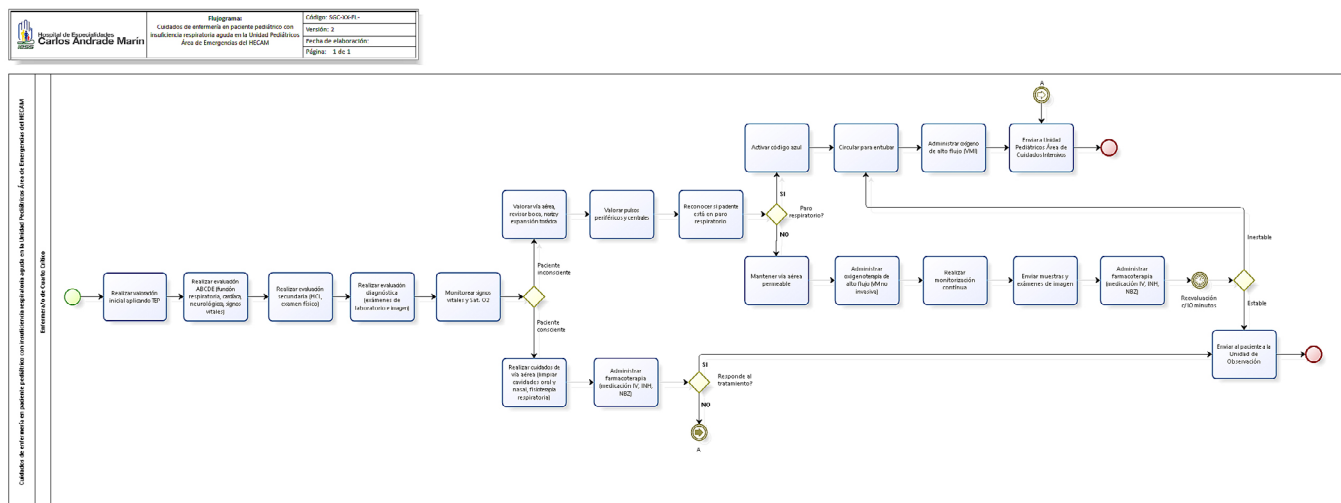 IESS
Hospital de Especialidades
Carlos Andrade Marín
Flujograma:
Cuidados de enfermería en paciente pediátrico con
insuficiencia respiratoria aguda en la Unidad Pediátricos
Área de Emergencias del HECAM
Código: SGC-XX-FL-
Versión: 2
Fecha de elaboración:
Página: 1 de 1
Cuidados de enfermería en paciente pediátrico con insuficiencia respiratoria aguda en la Unidad Pediátricos Área de Emergencias del HECAM
Enfermero/a de Cuarto Crítico
A
Activar código azul
Circular para entubar
Administrar oxígeno
de alto flujo (VMI)
Enviar a Unidad
Pediátricos Área de
Cuidados Intensivos
Valorar vía aérea,
revisar boca, nariz y
expansión torácica
Valorar pulsos
periféricos y centrales
Reconocer si paciente
está en paro
respiratorio
SI
Paro
respiratorio?
NO
Paciente
inconsciente
Inestable
Realizar valoración
inicial aplicando TEP
Realizar evaluación
ABCDE (función
respiratoria, cardíaca,
neurológica, signos
vitales)
Realizar evaluación
secundaria (HCl,
examen físico)
Realizar evaluación
diagnóstica
(exámenes de
laboratorio e imagen)
Monitorear signos
vitales y Sat. O2
Mantener vía aérea
permeable
Administrar
oxigenoterapia de
alto flujo (VM no
invasiva)
Realizar
monitorización
continua
Enviar muestras y
exámenes de imagen
Administrar
farmacoterapia
(medicación IV, INH,
NBZ)
Reevaluación
c/10 minutos
Estable
Paciente
consciente
Enviar al paciente a la
Unidad de
Observación
Realizar cuidados de
vía aérea (limpiar
cavidades oral y
nasal, fisioterapia
respiratoria)
Administrar
farmacoterapia
(medicación IV, INH,
NBZ)
SI
Responde al
tratamiento?
NO
A